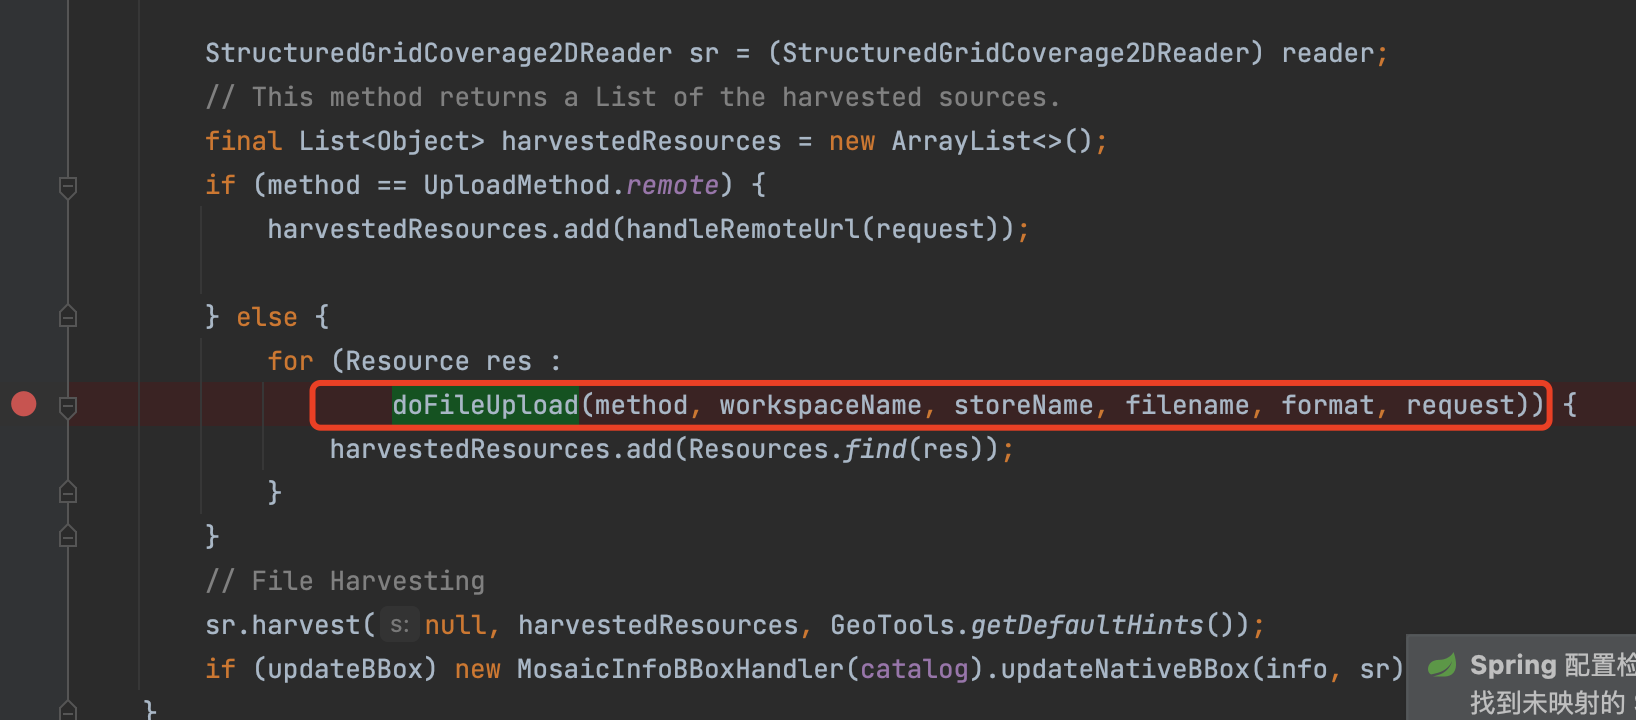 StructuredGridCoverage2DReader sr = (StructuredGridCoverage2DReader) reader;
// This method returns a List of the harvested sources.
final List<Object> harvestedResources = new ArrayList<>();
if (method == UploadMethod.remote) {
harvestedResources.add(handleRemoteUrl(request));
} else {
for (Resource res :
doFileUpload(method, workspaceName, storeName, filename, format, request)) {
harvestedResources.add(Resources.find(res));
}
}
// File Harvesting
sr.harvest( s: null, harvestedResources, GeoTools.getDefaultHints());
if (updateBBox) new MosaicInfoBBoxHandler(catalog).updateNativeBBox(info, sr)
}
Spring 配置检
找到未映射的